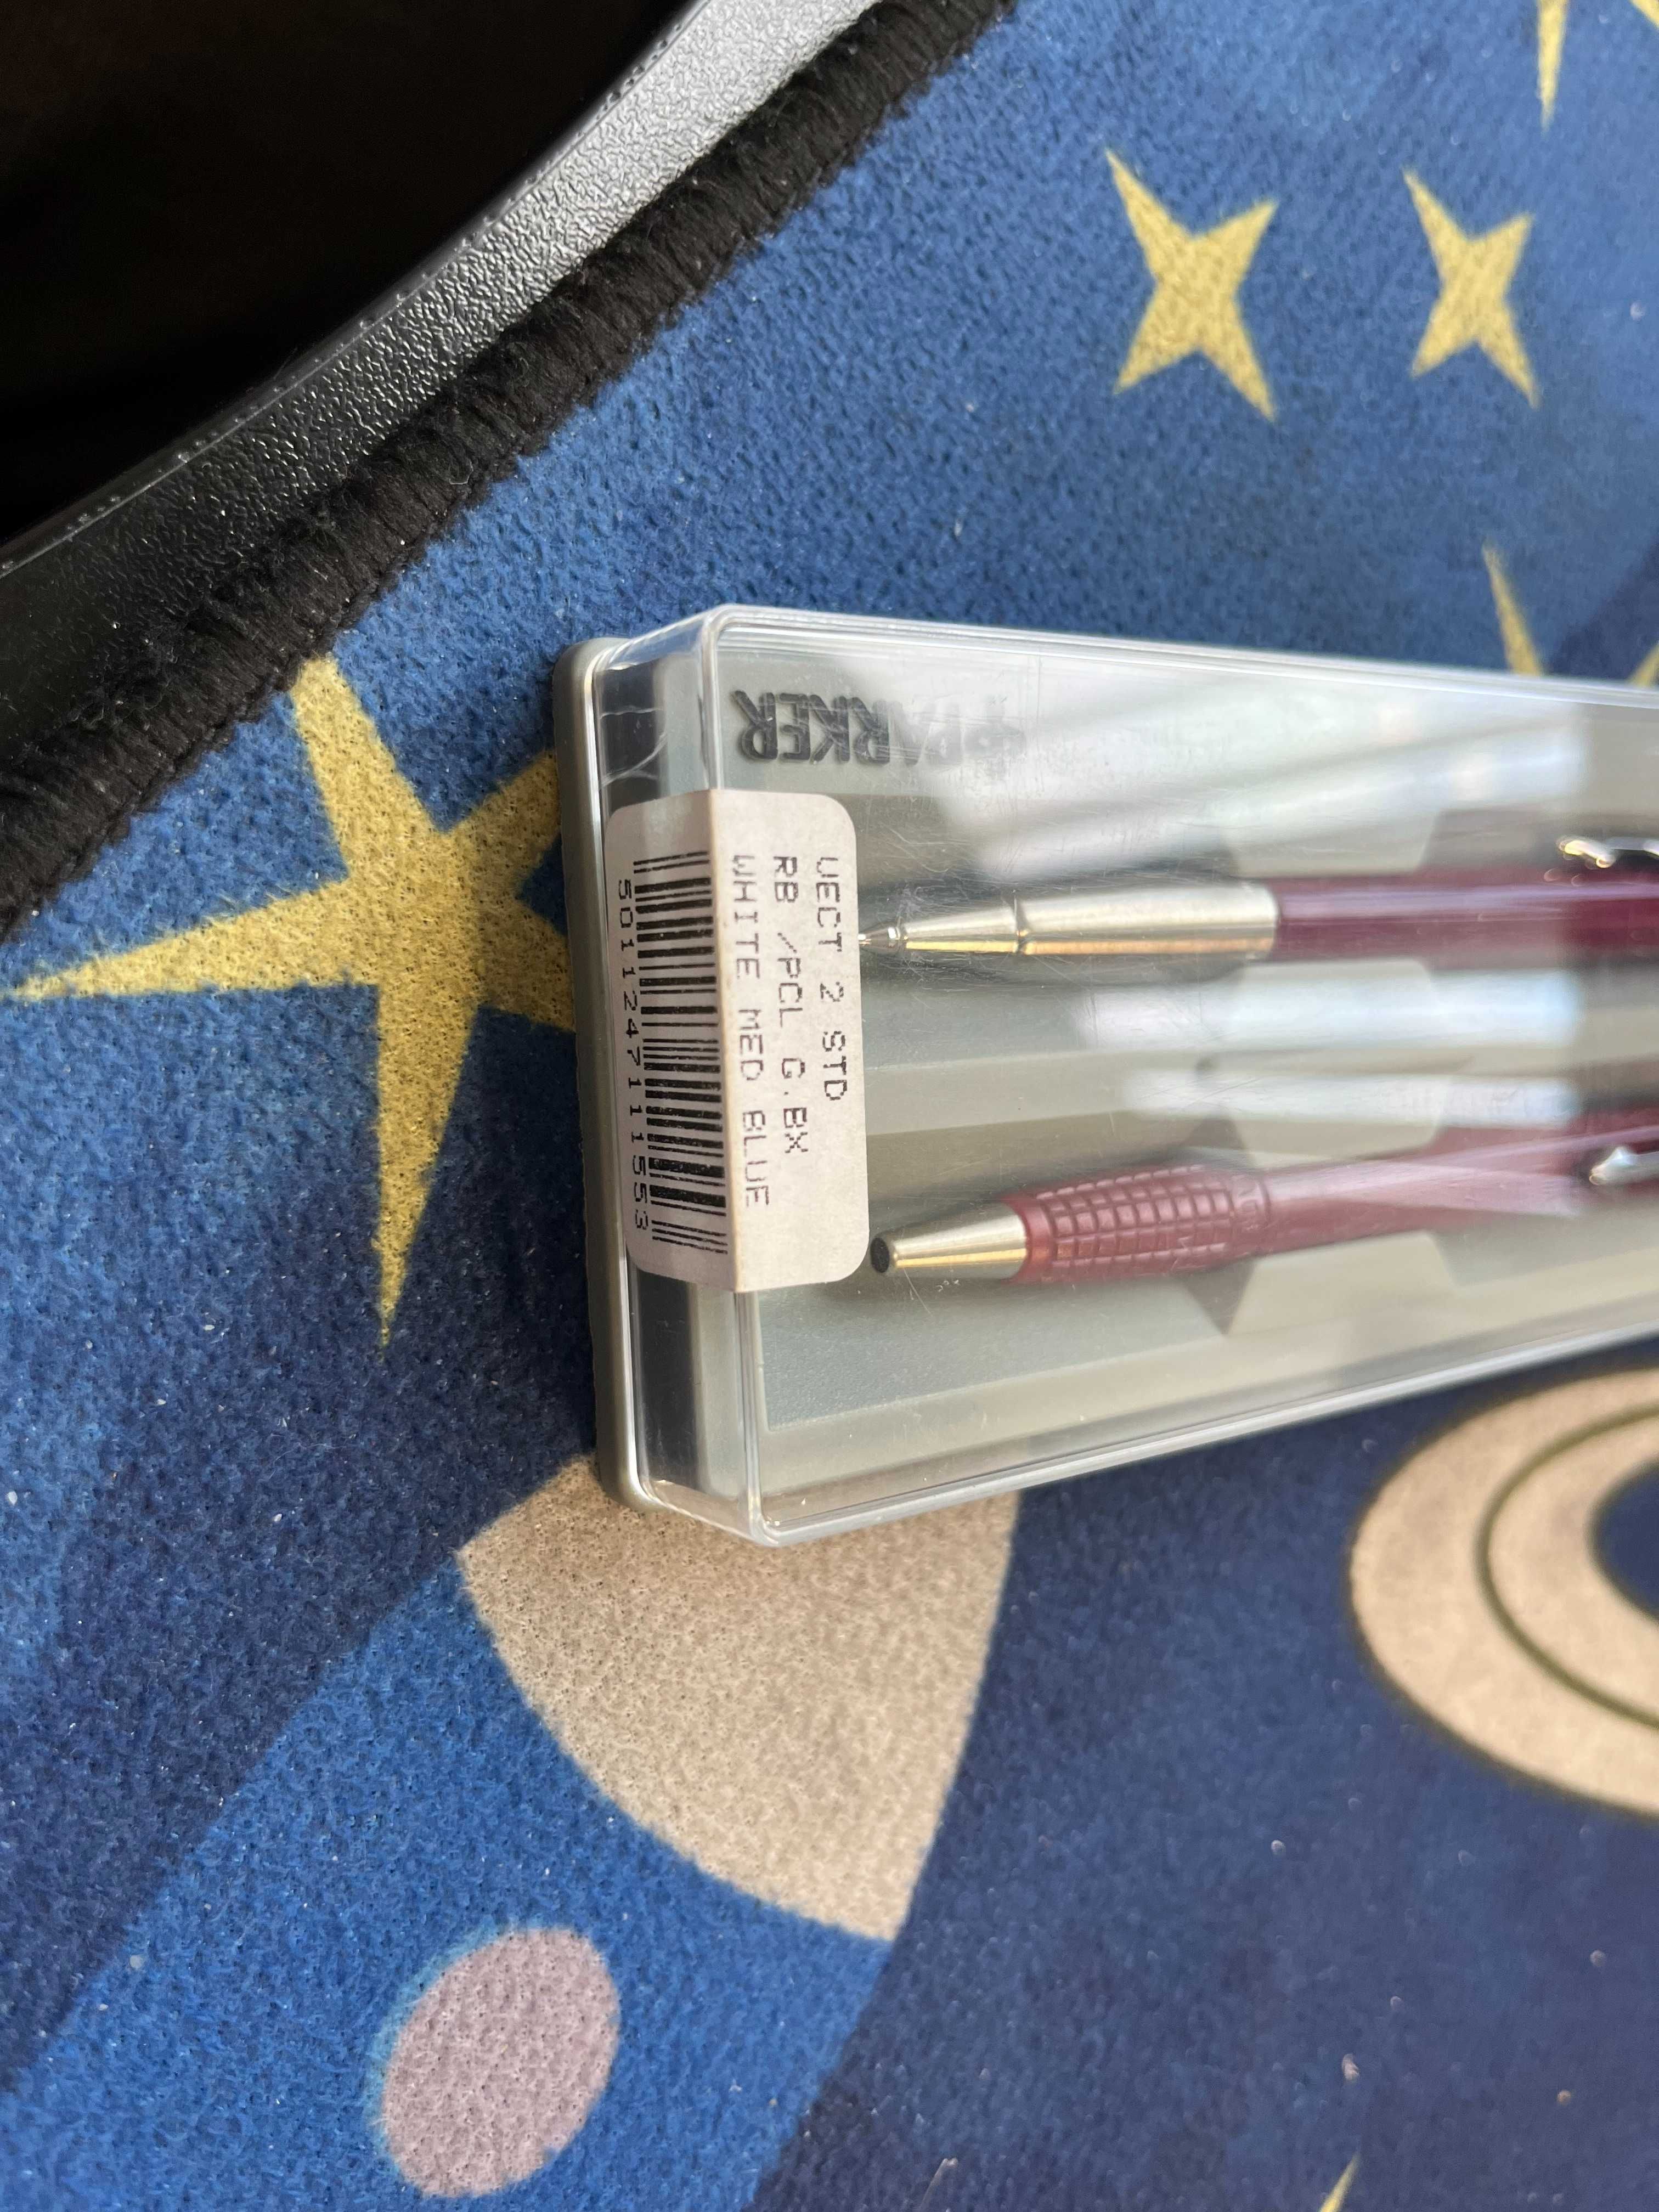 PARKER
VECT 2 STD
RB /PCL G.BX
WHITE MED BLUE
5011247111553